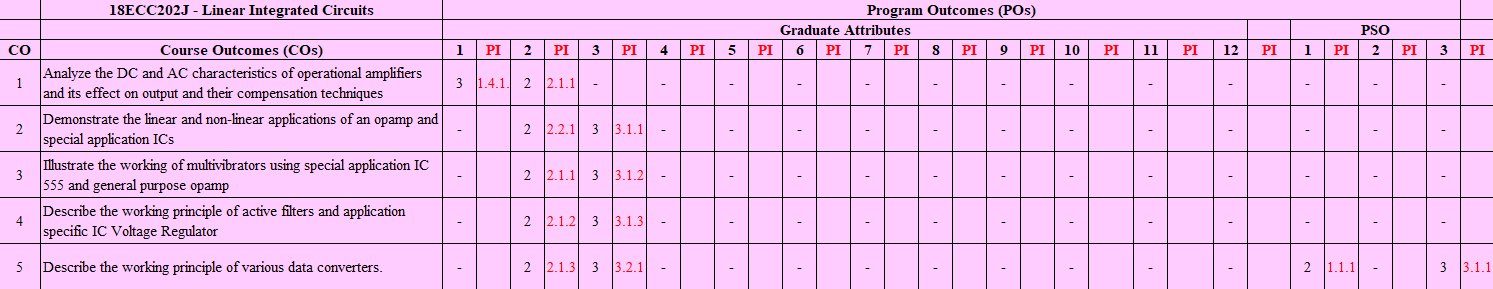 18ECC202J - Linear Integrated Circuits Program Outcomes (POs)
Graduate Attributes PSO
CO Course Outcomes (COs) 1 PI 2 PI 3 PI 4 PI 5 PI 6 PI 7 PI 8 PI 9 PI 10 PI 11 PI 12 PI 1 PI 2 PI 3 PI
1 Analyze the DC and AC characteristics of operational amplifiers
and its effect on output and their compensation techniques 3 1.4.1. 2 2.1.1 - - - - - - - - - - - - -
2 Demonstrate the linear and non-linear applications of an opamp and
special application ICs - 2 2.2.1 3 3.1.1 - - - - - - - - - - - -
3 Illustrate the working of multivibrators using special application IC
555 and general purpose opamp - 2 2.1.1 3 3.1.2 - - - - - - - - - - - -
4 Describe the working principle of active filters and application
specific IC Voltage Regulator - 2 2.1.2 3 3.1.3 - - - - - - - - - - - -
5 Describe the working principle of various data converters. - 2 2.1.3 3 3.2.1 - - - - - - - - - 2 1.1.1 - 3 3.1.1